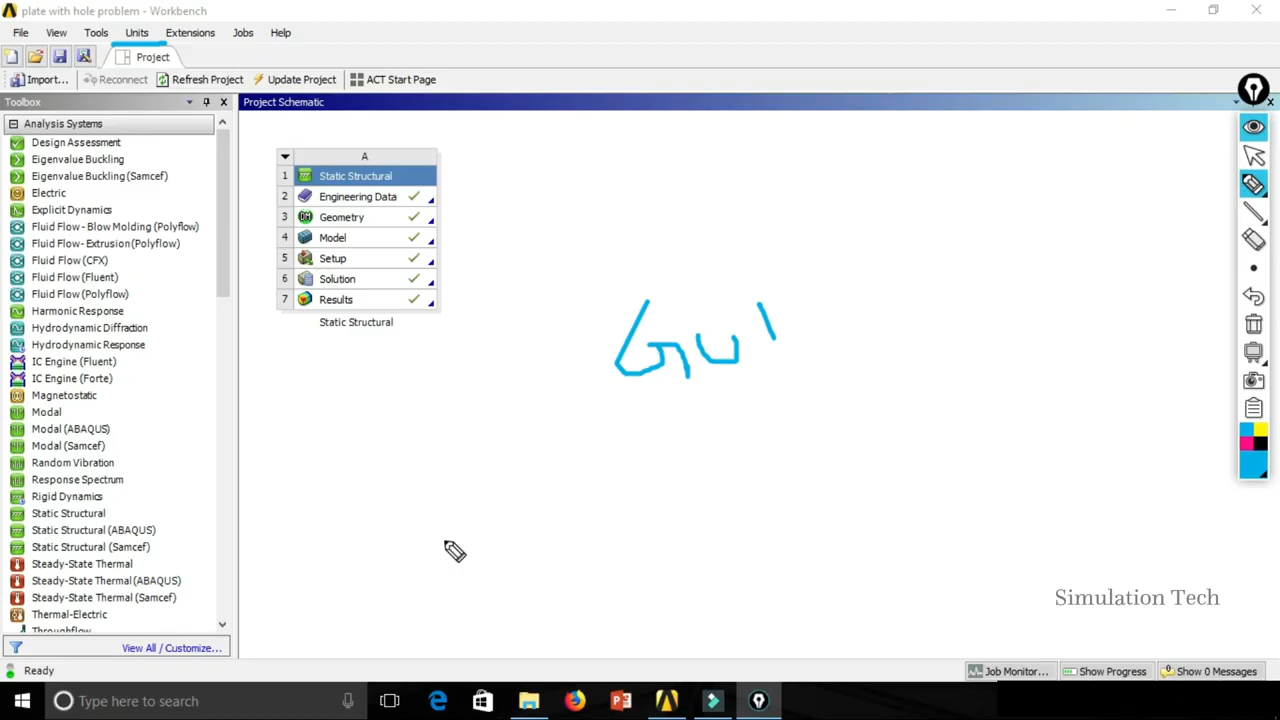 plate with hole problem - Workbench
File View Tools Units Extensions Jobs Help
Project
Import... Reconnect Refresh Project Update Project ACT Start Page
Toolbox
Project Schematic
Analysis Systems
Design Assessment
Eigenvalue Buckling
Eigenvalue Buckling (Samcef)
Electric
Explicit Dynamics
Fluid Flow - Blow Molding (Polyflow)
Fluid Flow - Extrusion (Polyflow)
Fluid Flow (CFX)
Fluid Flow (Fluent)
Fluid Flow (Polyflow)
Harmonic Response
Hydrodynamic Diffraction
Hydrodynamic Response
IC Engine (Fluent)
IC Engine (Forte)
Magnetostatic
Modal
Modal (ABAQUS)
Modal (Samcef)
Random Vibration
Response Spectrum
Rigid Dynamics
Static Structural
Static Structural (ABAQUS)
Static Structural (Samcef)
Steady-State Thermal
Steady-State Thermal (ABAQUS)
Steady-State Thermal (Samcef)
Thermal-Electric
Throughflow
View All / Customize...
A
1 Static Structural
2 Engineering Data
3 Geometry
4 Model
5 Setup
6 Solution
7 Results
Static Structural
Simulation Tech
Ready
Job Monitor... Show Progress Show 0 Messages
Type here to search